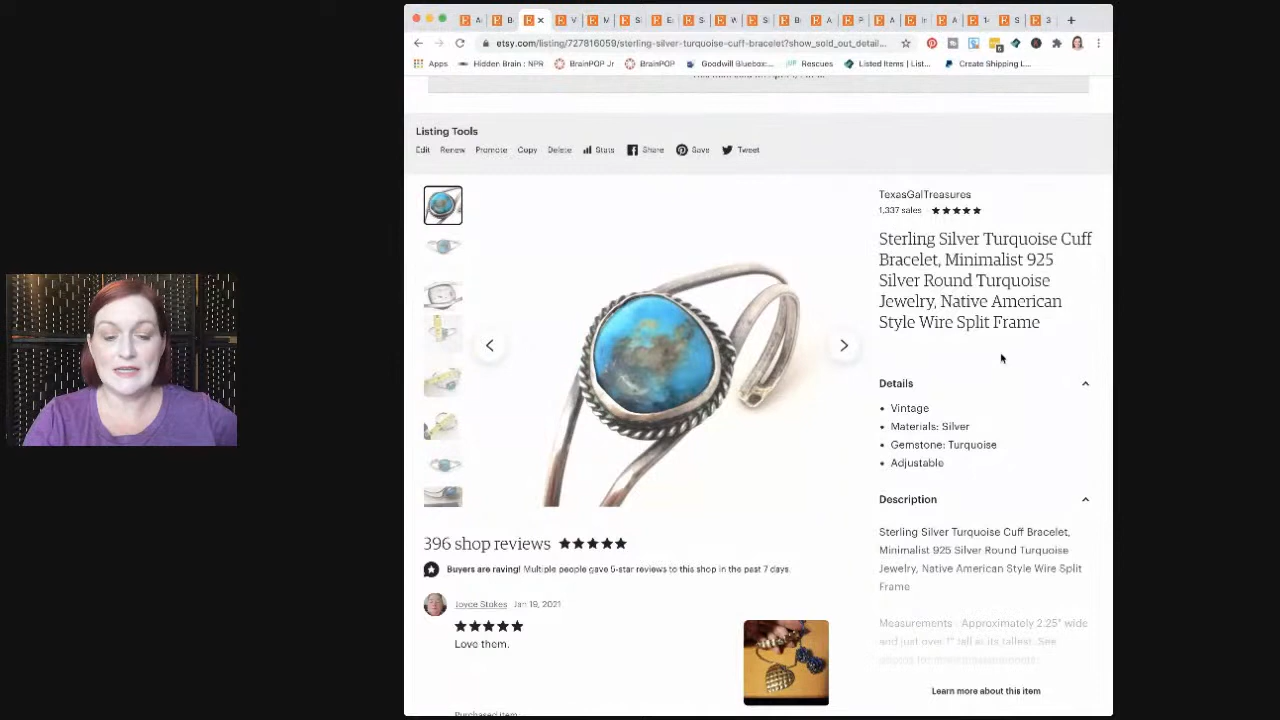 etsy.com/listing/727816059/sterling-silver-turquoise-cuff-bracelet?show_sold_out_detail...
Apps
Hidden Brain : NPR
BrainPOP Jr
BrainPOP
Goodwill Bluebox:...
Rescues
Listed Items | List...
Create Shipping L...
Listing Tools
Edit
Renew
Promote
Copy
Delete
Stats
Share
Save
Tweet
TexasGalTreasures
1,337 sales
Sterling Silver Turquoise Cuff
Bracelet, Minimalist 925
Silver Round Turquoise
Jewelry, Native American
Style Wire Split Frame
Details
• Vintage
• Materials: Silver
• Gemstone: Turquoise
• Adjustable
Description
Sterling Silver Turquoise Cuff Bracelet,
Minimalist 925 Silver Round Turquoise
Jewelry, Native American Style Wire Split
Frame
Measurements - Approximately 2.25" wide
and just over 1" tall at its tallest. See
Learn more about this item
396 shop reviews
Buyers are raving! Multiple people gave 5-star reviews to this shop in the past 7 days.
Joyce Stokes Jan 19, 2021
Love them.
Purchased item